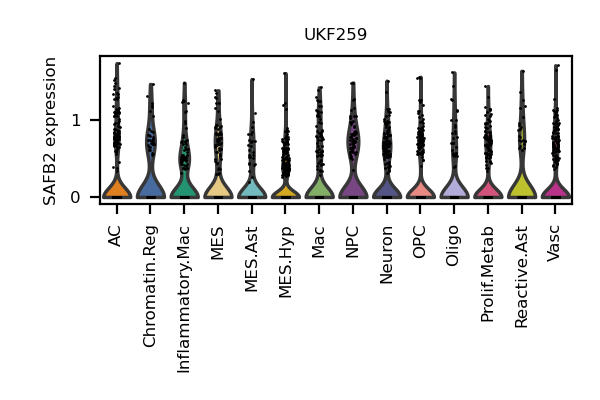 UKF259
SAFB2 expression
1
0
AC
Chromatin.Reg
Inflammatory.Mac
MES
MES.Ast
MES.Hyp
Mac
NPC
Neuron
OPC
Oligo
Prolif.Metab
Reactive.Ast
Vasc